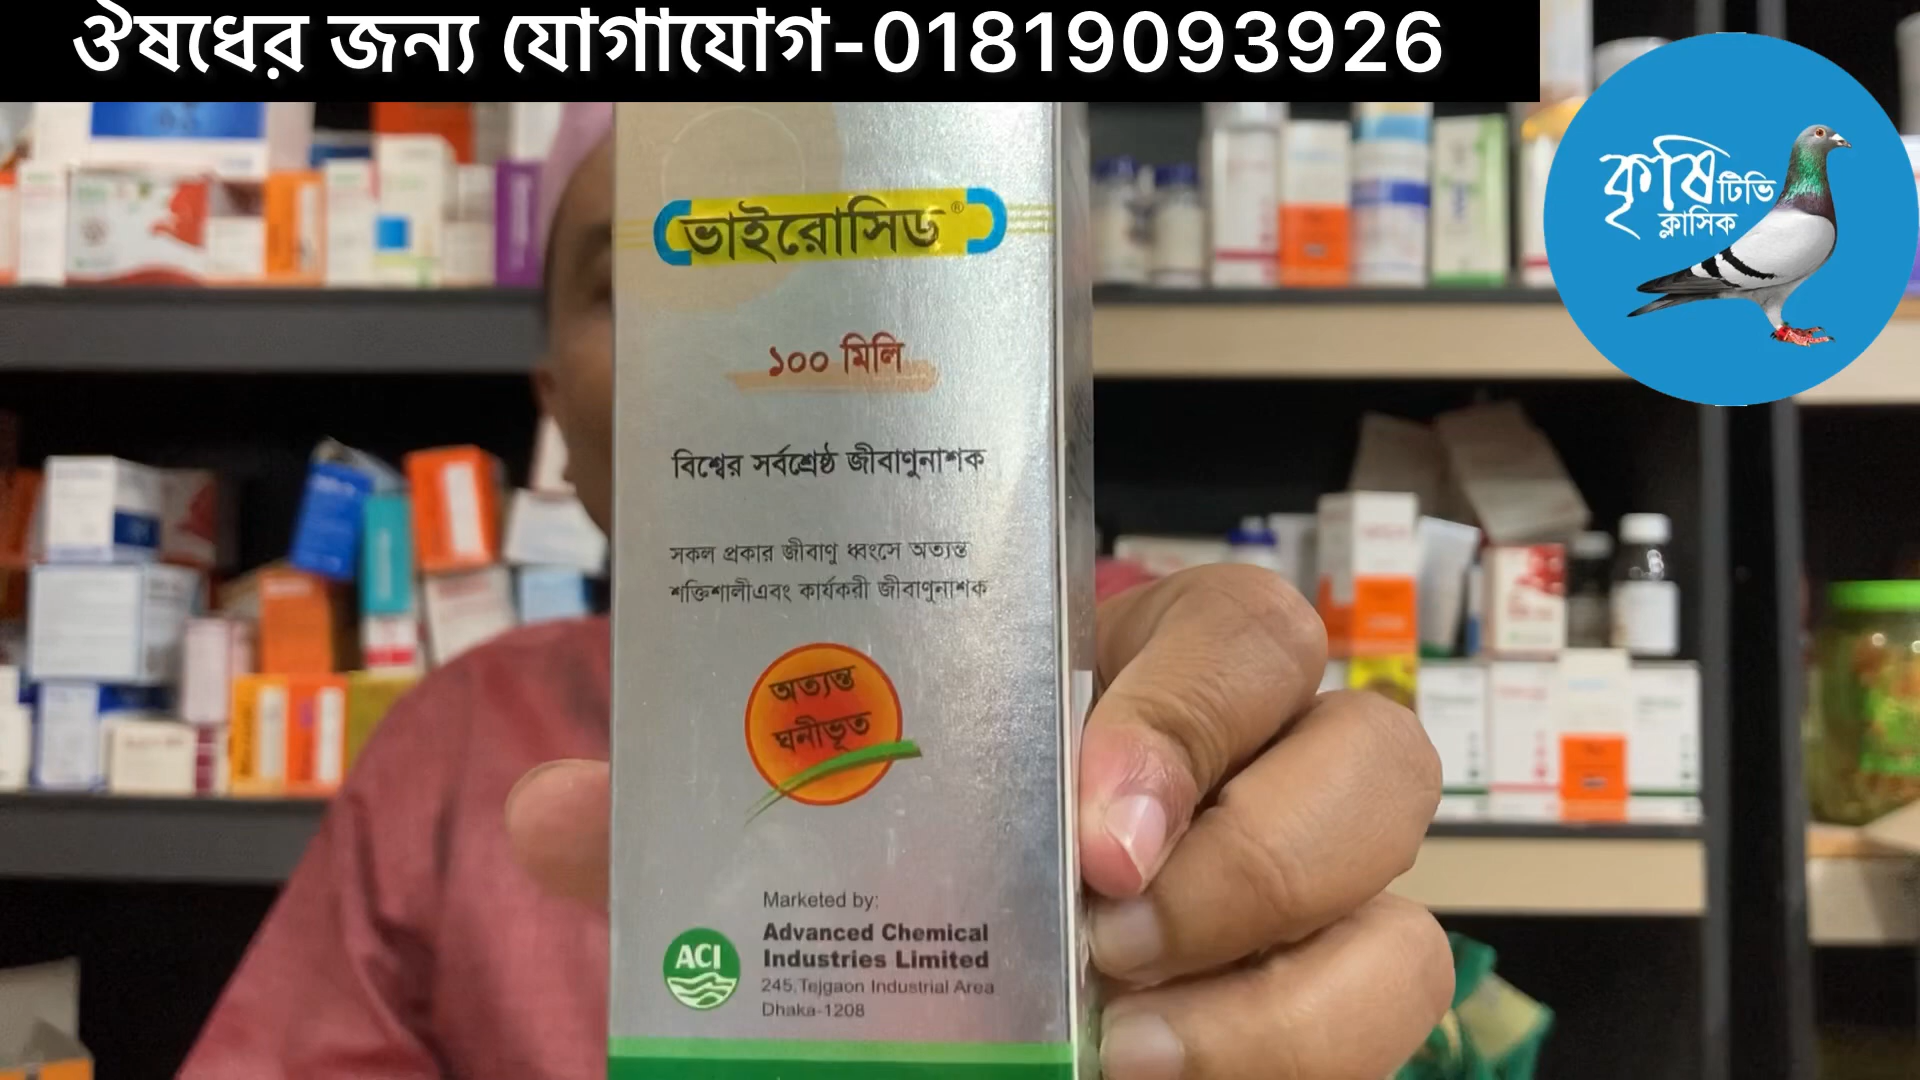 ঔষধের জন্য যোগাযোগ-01819093926
কৃষি টিভি
ক্লাসিক
ভাইরোসিড®
১০০ মিলি
বিশ্বের সর্বশ্রেষ্ঠ জীবাণুনাশক
সকল প্রকার জীবাণু ধ্বংসে অত্যন্ত
শক্তিশালীএবং কার্যকরী জীবাণুনাশক
অত্যন্ত
ঘনীভূত
Marketed by:
ACI
Advanced Chemical
Industries Limited
245, Tejgaon Industrial Area
Dhaka-1208